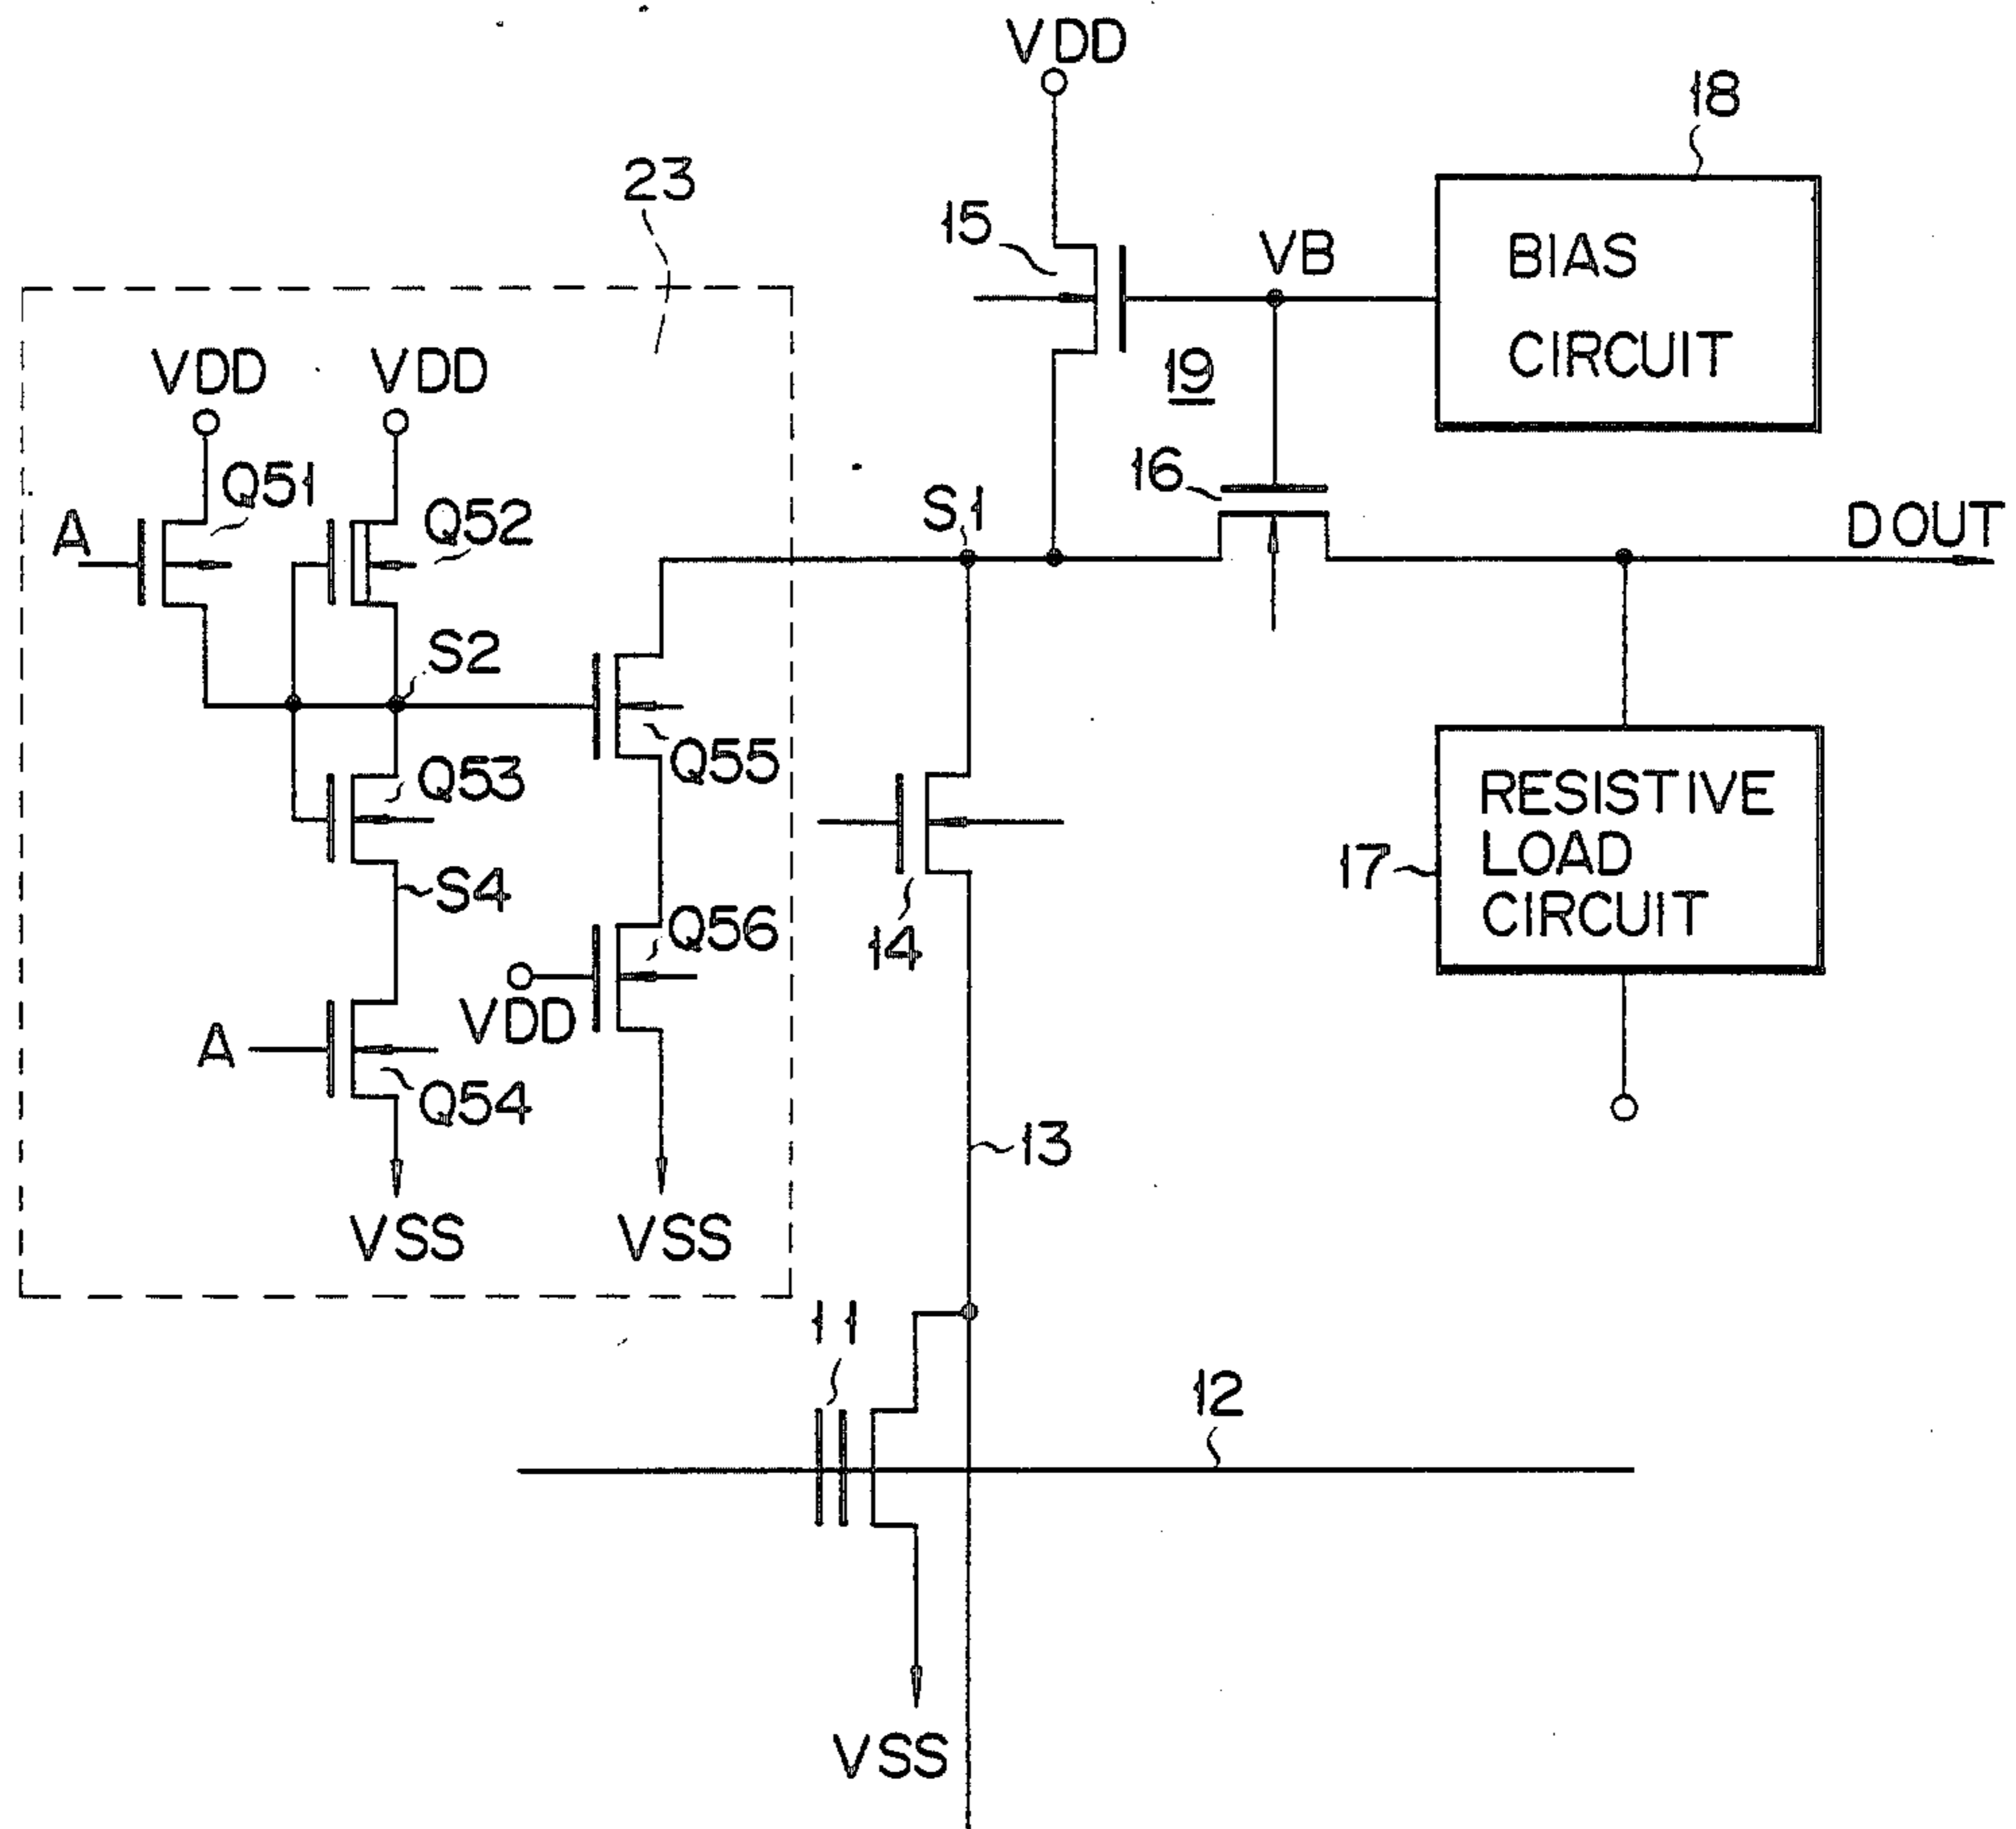 VDD
18
23
15
VB
BIAS
CIRCUIT
VDD
VDD
19
Q51
16
S1
A
Q52
D OUT
S2
Q53
Q55
RESISTIVE
LOAD
CIRCUIT
17
S4
Q56
14
VDD
A
Q54
13
VSS
VSS
11
12
VSS